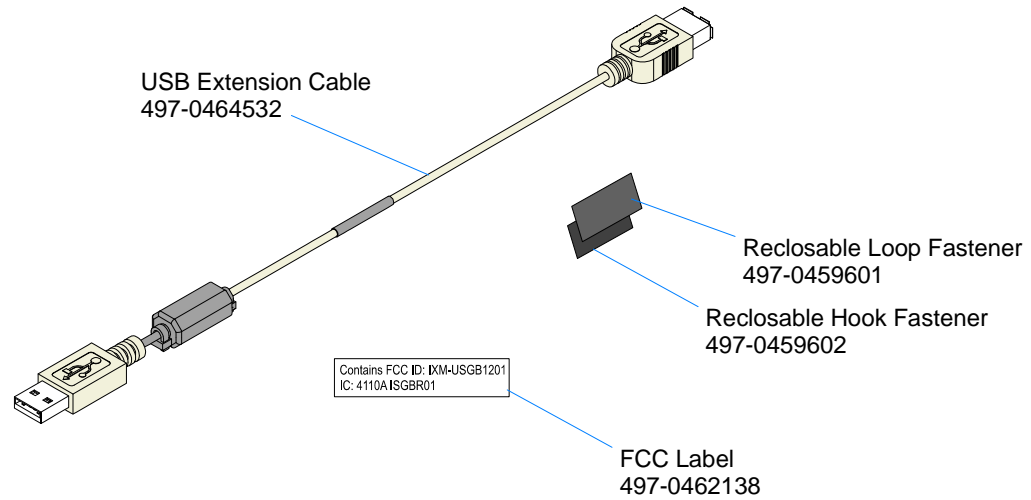 USB Extension Cable
497-0464532
Reclosable Loop Fastener
497-0459601
Reclosable Hook Fastener
497-0459602
Contains FCC ID: IXM-USGB1201
IC: 4110A ISGBR01
FCC Label
497-0462138